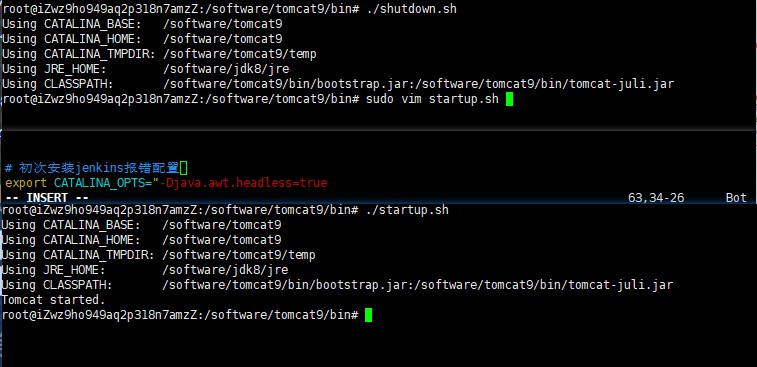 root@iZwz9ho949aq2p318n7amzZ:/software/tomcat9/bin# ./shutdown.sh
Using CATALINA_BASE:   /software/tomcat9
Using CATALINA_HOME:   /software/tomcat9
Using CATALINA_TMPDIR: /software/tomcat9/temp
Using JRE_HOME:        /software/jdk8/jre
Using CLASSPATH:       /software/tomcat9/bin/bootstrap.jar:/software/tomcat9/bin/tomcat-juli.jar
root@iZwz9ho949aq2p318n7amzZ:/software/tomcat9/bin# sudo vim startup.sh
# 初次安装jenkins报错配置
export CATALINA_OPTS="-Djava.awt.headless=true
-- INSERT -- 63,34-26 Bot
root@iZwz9ho949aq2p318n7amzZ:/software/tomcat9/bin# ./startup.sh
Using CATALINA_BASE:   /software/tomcat9
Using CATALINA_HOME:   /software/tomcat9
Using CATALINA_TMPDIR: /software/tomcat9/temp
Using JRE_HOME:        /software/jdk8/jre
Using CLASSPATH:       /software/tomcat9/bin/bootstrap.jar:/software/tomcat9/bin/tomcat-juli.jar
Tomcat started.
root@iZwz9ho949aq2p318n7amzZ:/software/tomcat9/bin#